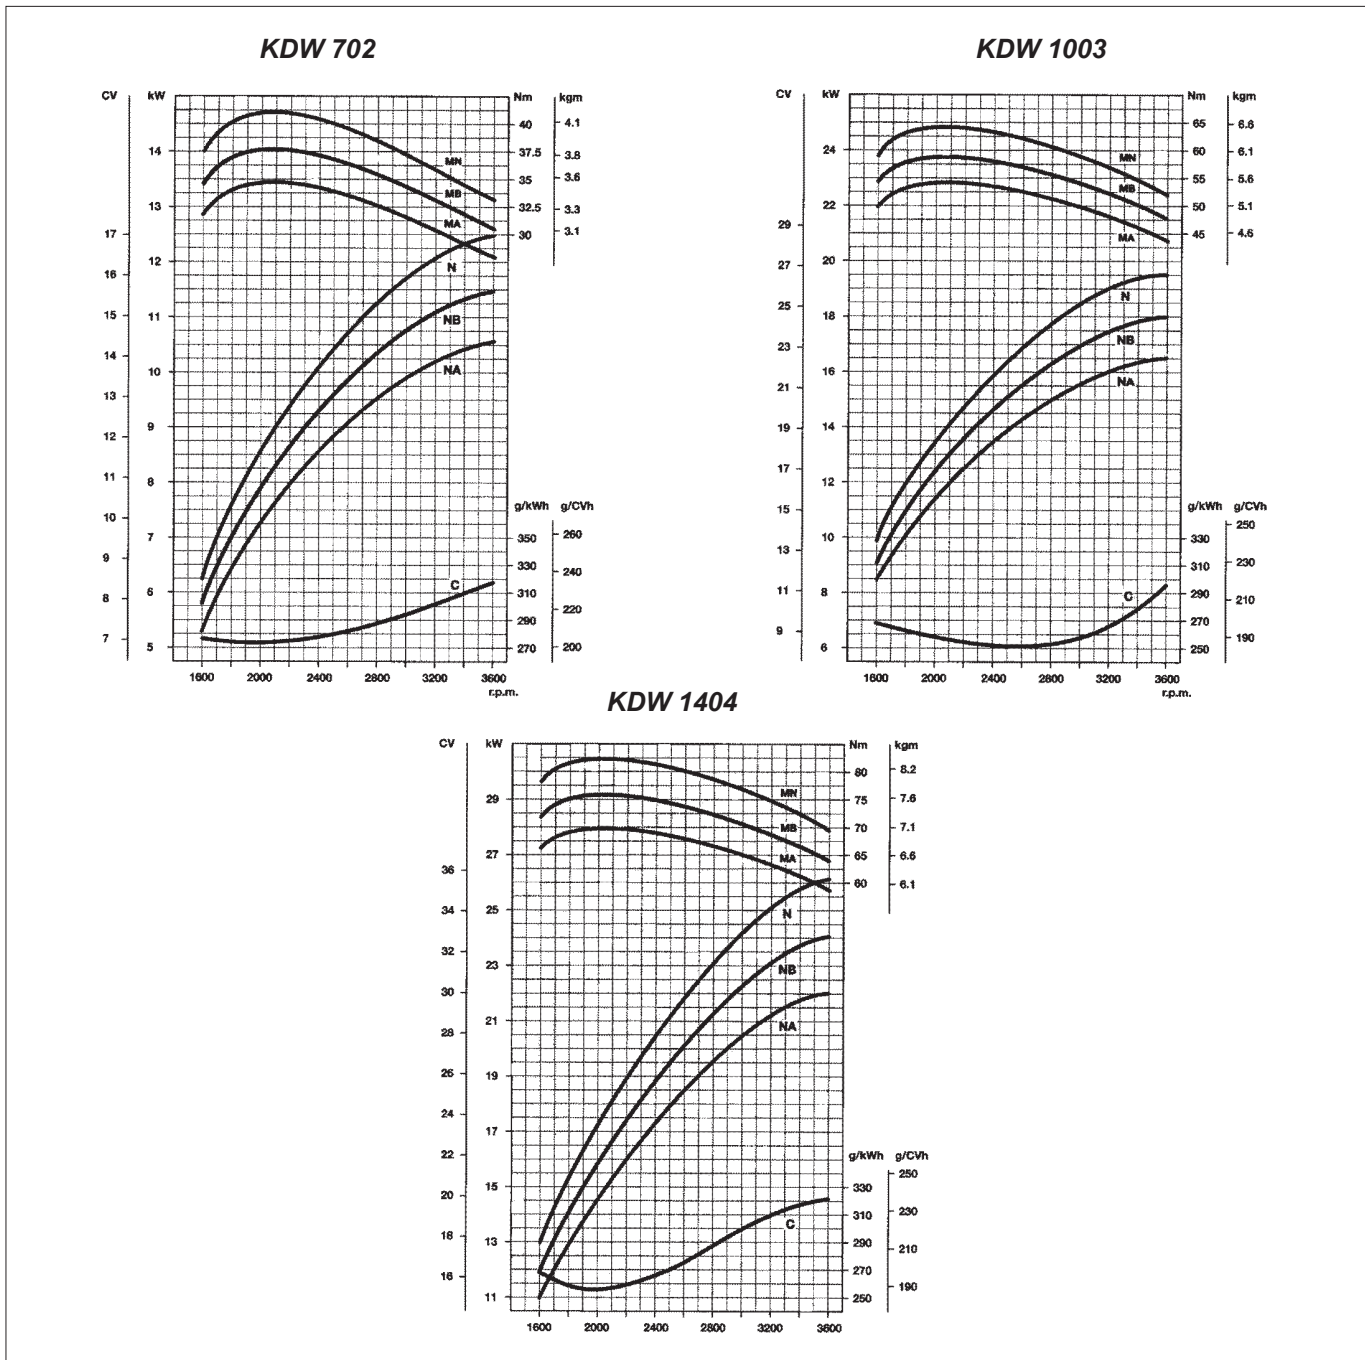 KDW 702
CV kW Nm kgm
40 4.1
14 37.5 3.8
MN
35 3.6
MB
13 32.5 3.3
MA
17 30 3.1
N
16 12
15 11
NB
14
10
NA
13
12 9
11
8
g/kWh g/CVh
10
7 350 260
9
330 240
C
8 6 310
220
290
7 5 270 200
1600 2000 2400 2800 3200 3600
r.p.m.
KDW 1003
CV kW Nm kgm
65 6.6
24 60 6.1
MN
55 5.6
MB
22 50 5.1
29 45 4.6
MA
27 20
N
25 18
NB
23
16
NA
21
19 14
17
12
g/kWh g/CVh
15
250
13 10 330
310 230
11 8 290
C
210
270
9
190
6 250
1600 2000 2400 2800 3200 3600
r.p.m.
KDW 1404
CV kW Nm kgm
80 8.2
MN
29 75 7.6
MB
70 7.1
MA
27 65 6.6
36
60 6.1
34 25
N
32
23
NB
30
21
NA
28
26 19
24
17
22
g/kWh g/CVh
250
20 15 330
310 230
C
18 13 290
210
16 270
190
11 250
1600 2000 2400 2800 3200 3600